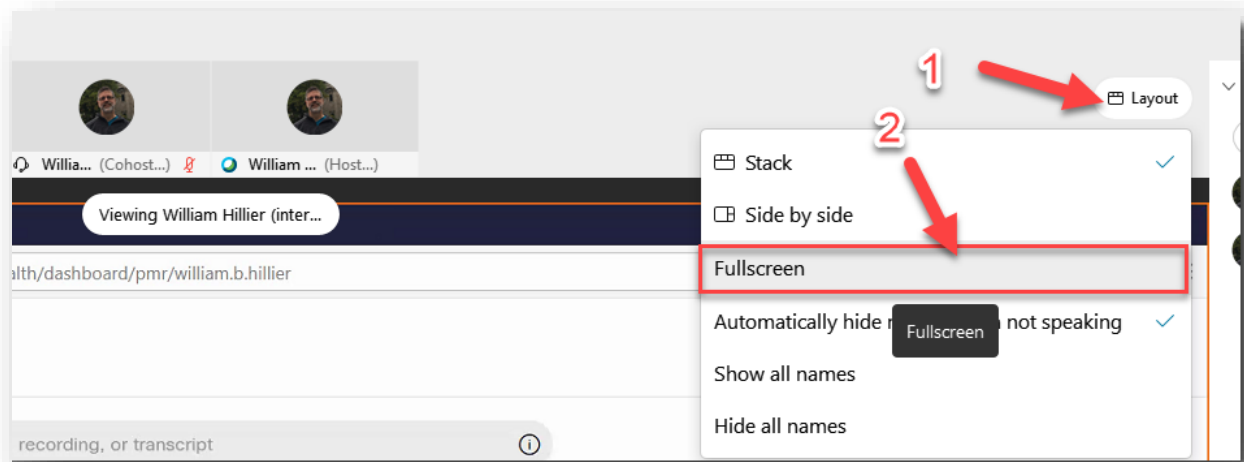 1
Layout
2
Willia... (Cohost...)
William ... (Host...)
Stack
Viewing William Hillier (inter...
Side by side
alth/dashboard/pmr/william.b.hillier
Fullscreen
Automatically hide not speaking
Fullscreen
Show all names
recording, or transcript
Hide all names